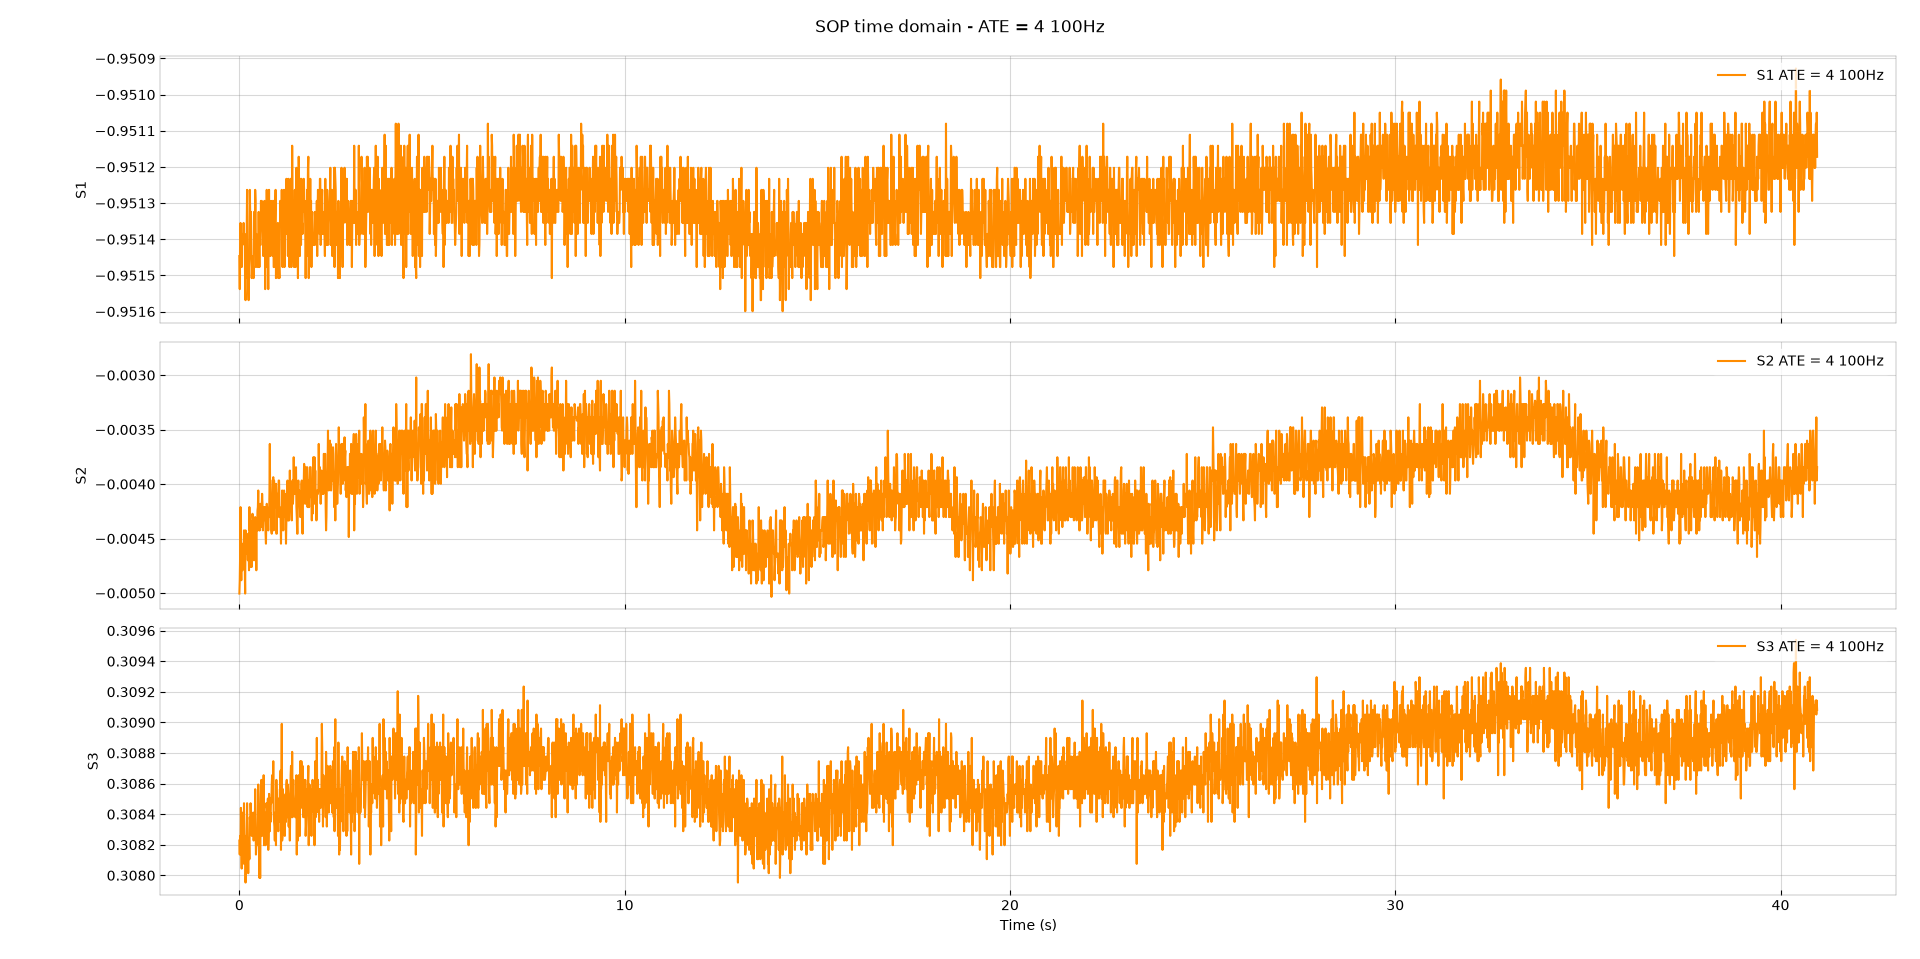 SOP time domain - ATE = 4 100Hz
−0.9509
−0.9510
−0.9511
−0.9512
−0.9513
−0.9514
−0.9515
−0.9516
S1
S1 ATE = 4 100Hz
−0.0030
−0.0035
−0.0040
−0.0045
−0.0050
S2
S2 ATE = 4 100Hz
0.3096
0.3094
0.3092
0.3090
0.3088
0.3086
0.3084
0.3082
0.3080
S3
S3 ATE = 4 100Hz
0 10 20 30 40
Time (s)